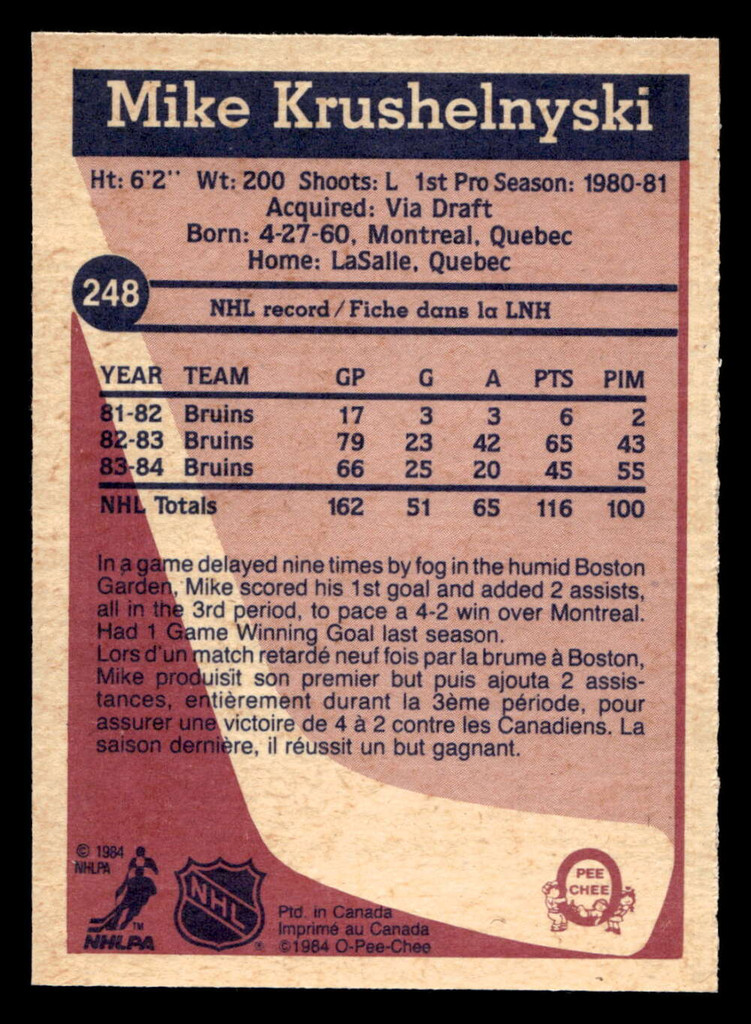 Mike Krushelnyski
Ht: 6'2'' Wt: 200 Shoots: L 1st Pro Season: 1980-81
Acquired: Via Draft
Born: 4-27-60, Montreal, Quebec
Home: LaSalle, Quebec
248
NHL record/Fiche dans la LNH
YEAR TEAM GP G A PTS PIM
81-82 Bruins 17 3 3 6 2
82-83 Bruins 79 23 42 65 43
83-84 Bruins 66 25 20 45 55
NHL Totals 162 51 65 116 100
In a game delayed nine times by fog in the humid Boston
Garden, Mike scored his 1st goal and added 2 assists,
all in the 3rd period, to pace a 4-2 win over Montreal.
Had 1 Game Winning Goal last season.
Lors d'un match retardé neuf fois par la brume à Boston,
Mike produisit son premier but puis ajouta 2 assis-
tances, entièrement durant la 3ème période, pour
assurer une victoire de 4 à 2 contre les Canadiens. La
saison dernière, il réussit un but gagnant.
© 1984
NHLPA
TM
NHLPA
NHL
®
Ptd. in Canada
Imprimé au Canada
©1984 O-Pee-Chee
PEE
CHEE